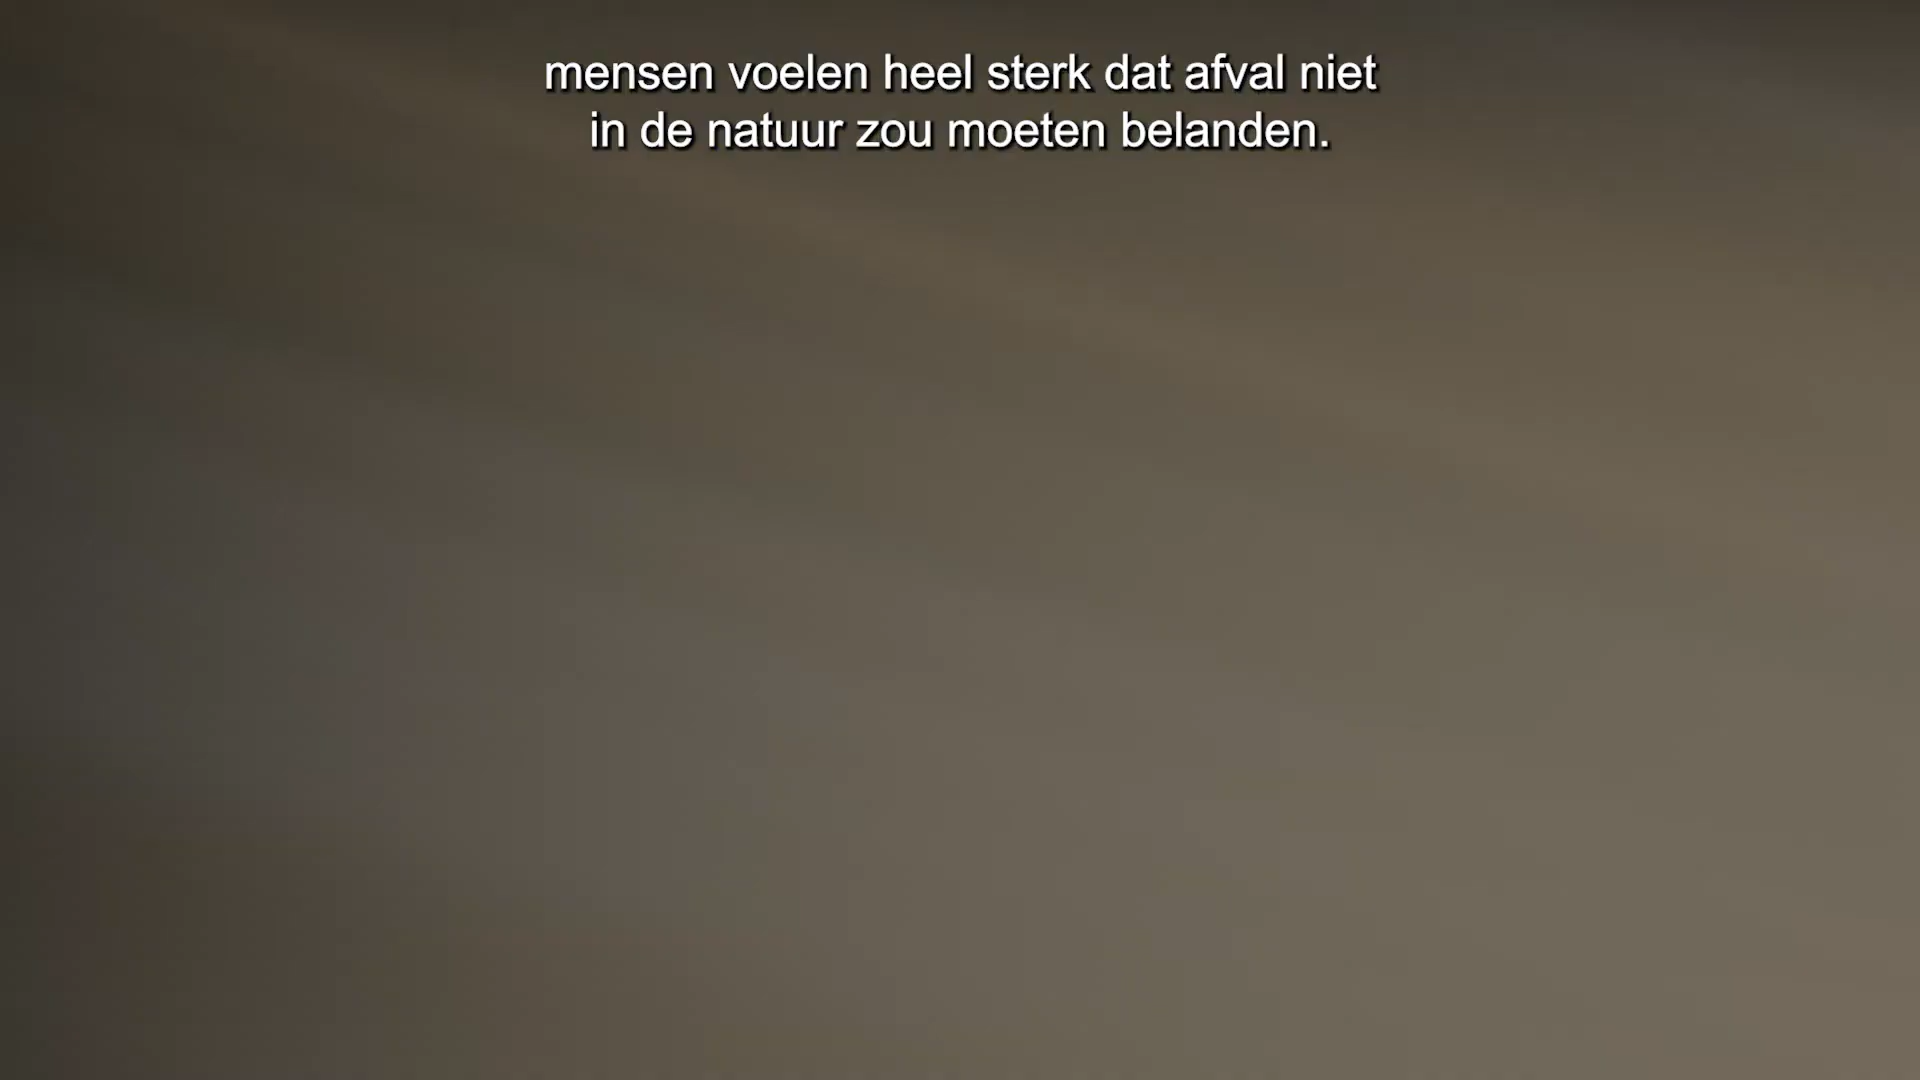 mensen voelen heel sterk dat afval niet
in de natuur zou moeten belanden.